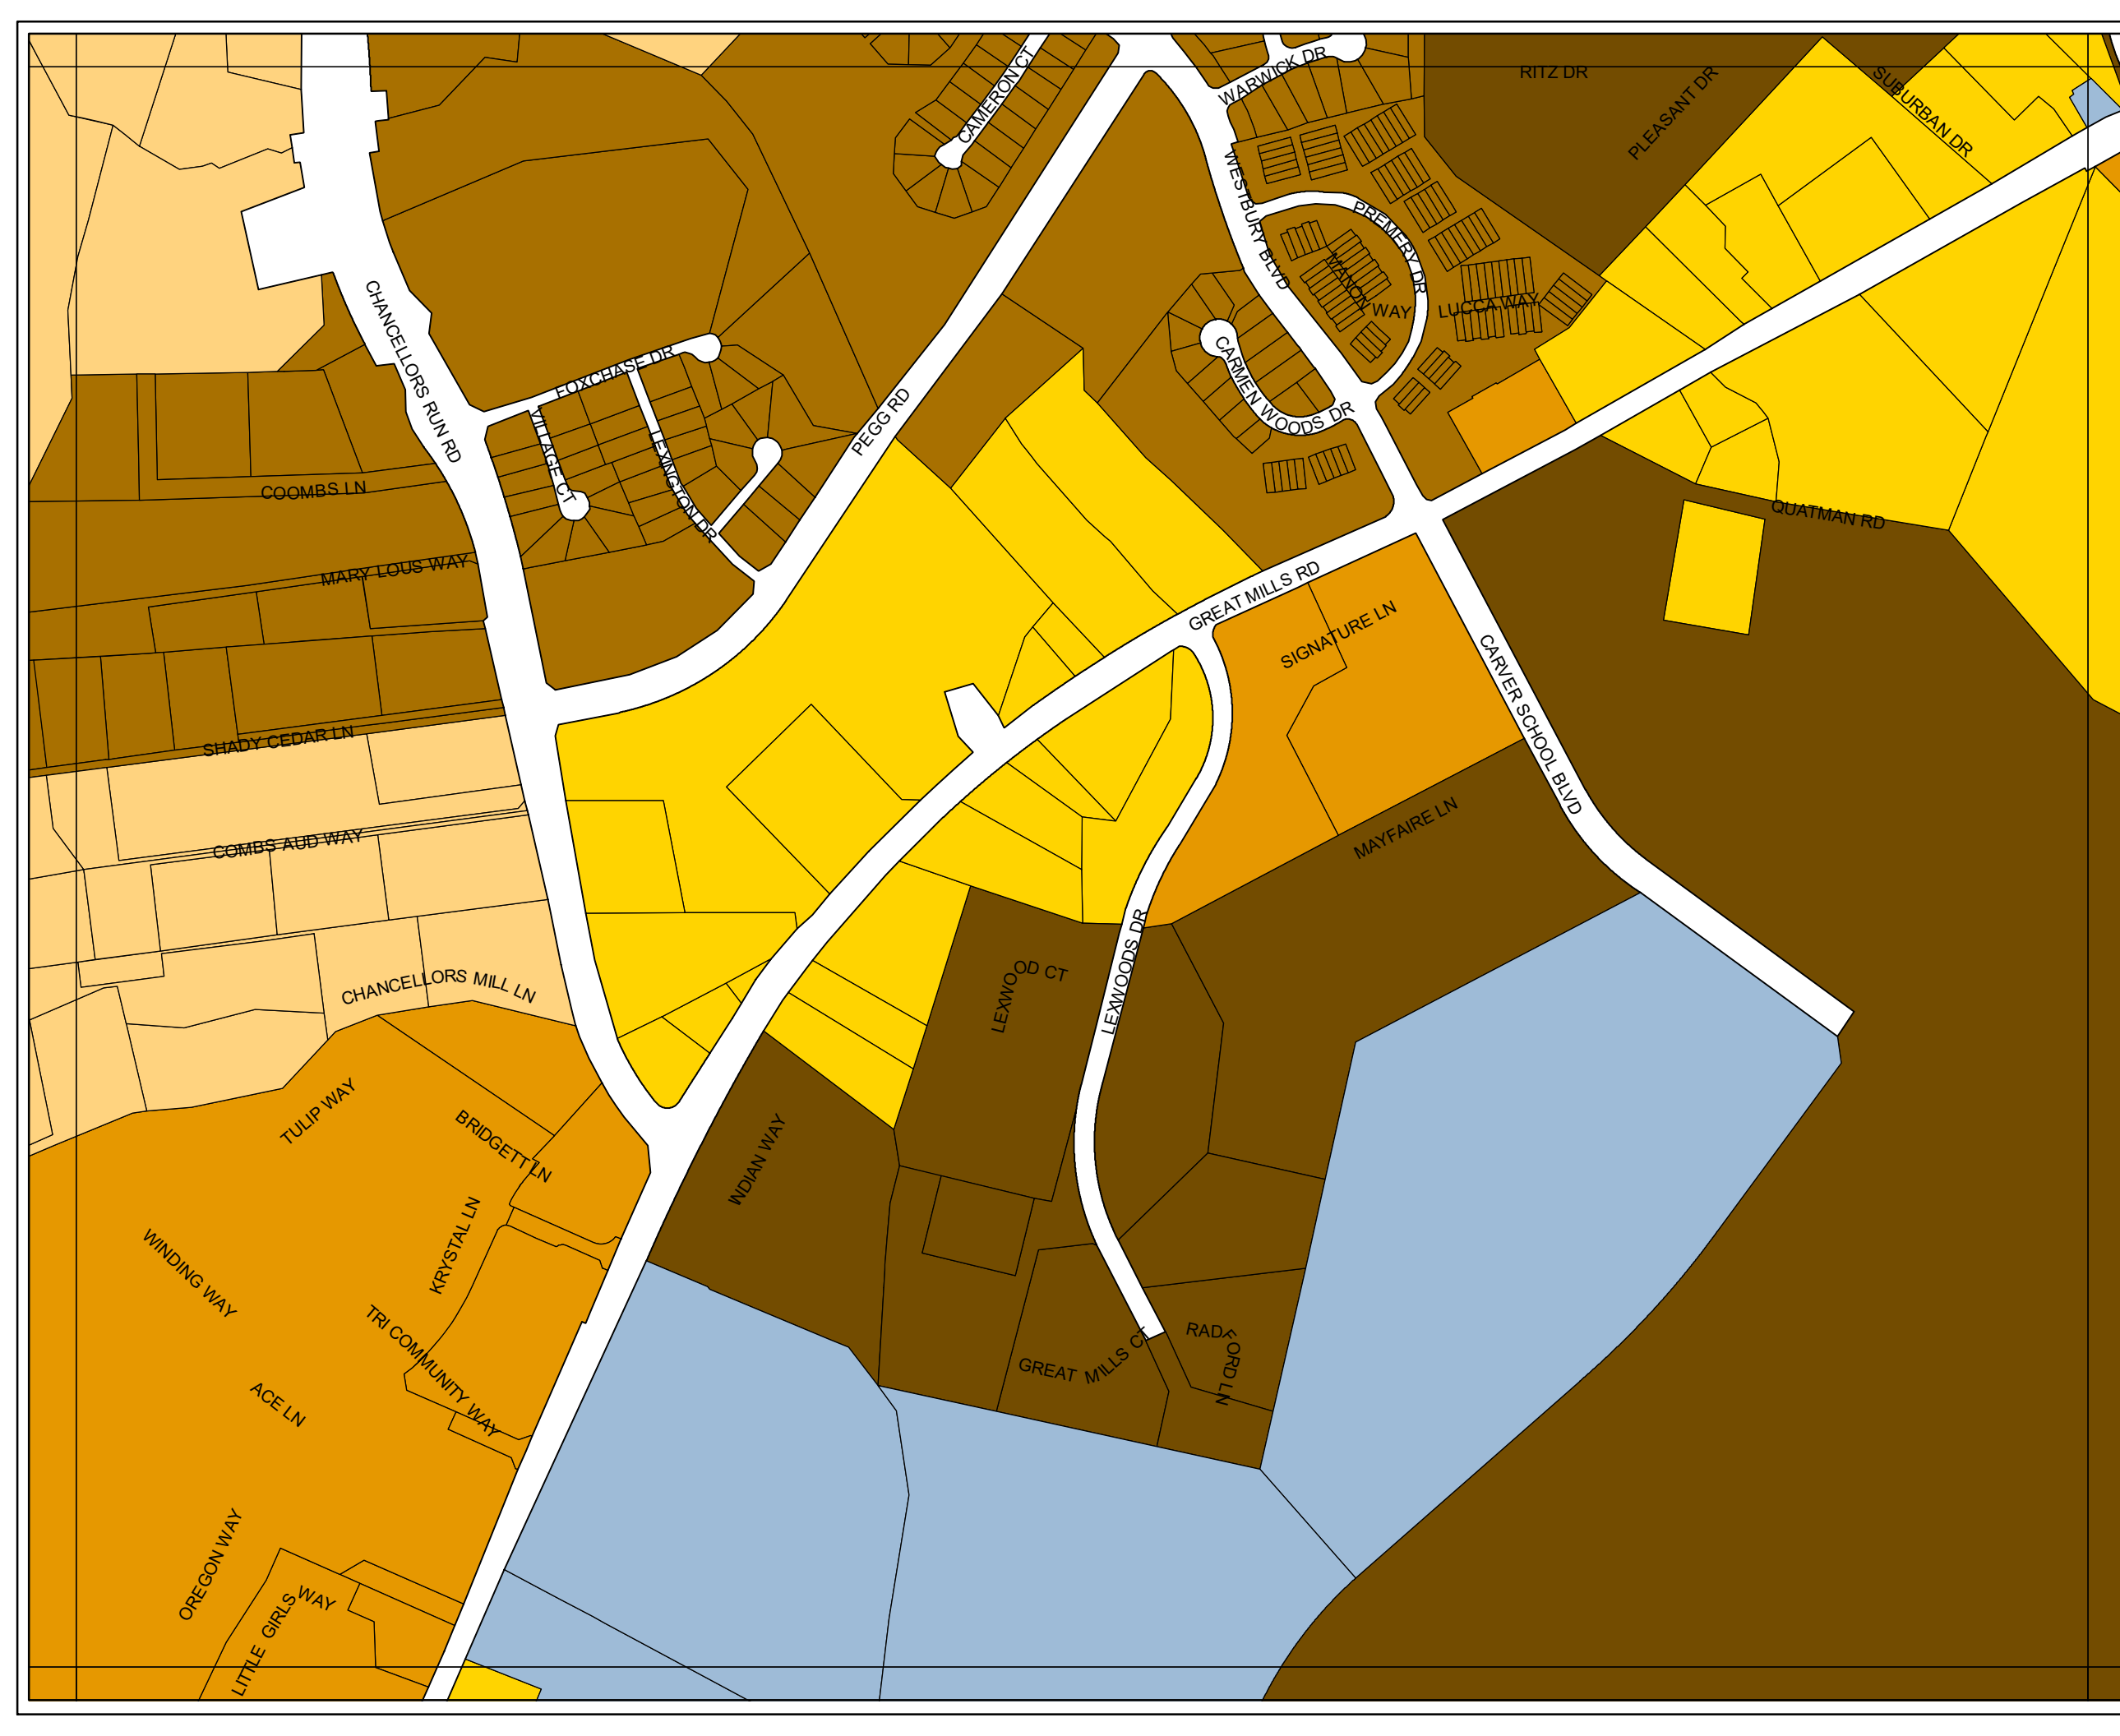 CAMERON CT
WARWICK DR
RITZ DR
PLEASANT DR
SUBURBAN DR
WESTBURY BLVD
PREMERY DR
MANON WAY
LUCCA WAY
CHANCELLORS RUN RD
FOXCHASE DR
CARMEN WOODS DR
PEGG RD
VILLAGE CT
LEXINGTON DR
COOMBS LN
QUATMAN RD
MARY LOUS WAY
GREAT MILLS RD
SIGNATURE LN
CARVER SCHOOL BLVD
SHADY CEDAR LN
COMBS AUD WAY
MAYFAIRE LN
CHANCELLORS MILL LN
LEXWOOD CT
LEXWOODS DR
TULIP WAY
BRIDGETT LN
INDIAN WAY
KRYSTAL LN
WINDING WAY
TRI COMMUNITY WAY
GREAT MILLS CT
RADFORD LN
ACE LN
OREGON WAY
LITTLE GIRLS WAY